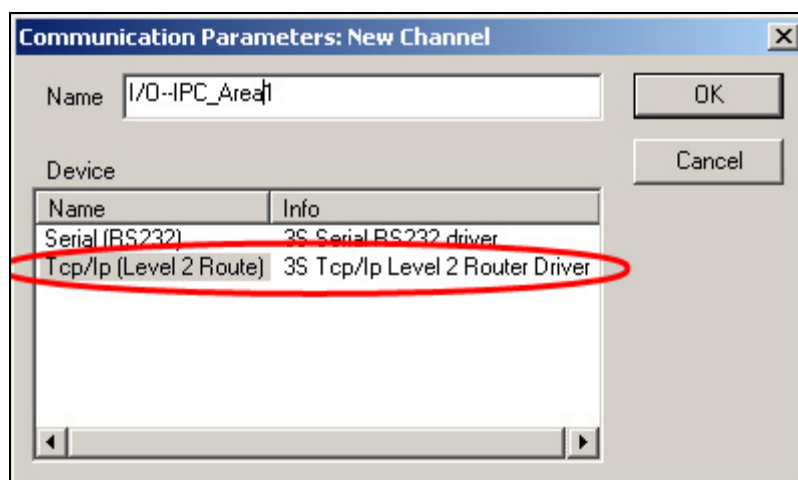 Communication Parameters: New Channel
Name I/O--IPC_Area1 OK
Device Cancel
Name Info
Serial (RS232) 3S Serial RS232 driver
Tcp/Ip (Level 2 Route) 3S Tcp/Ip Level 2 Router Driver